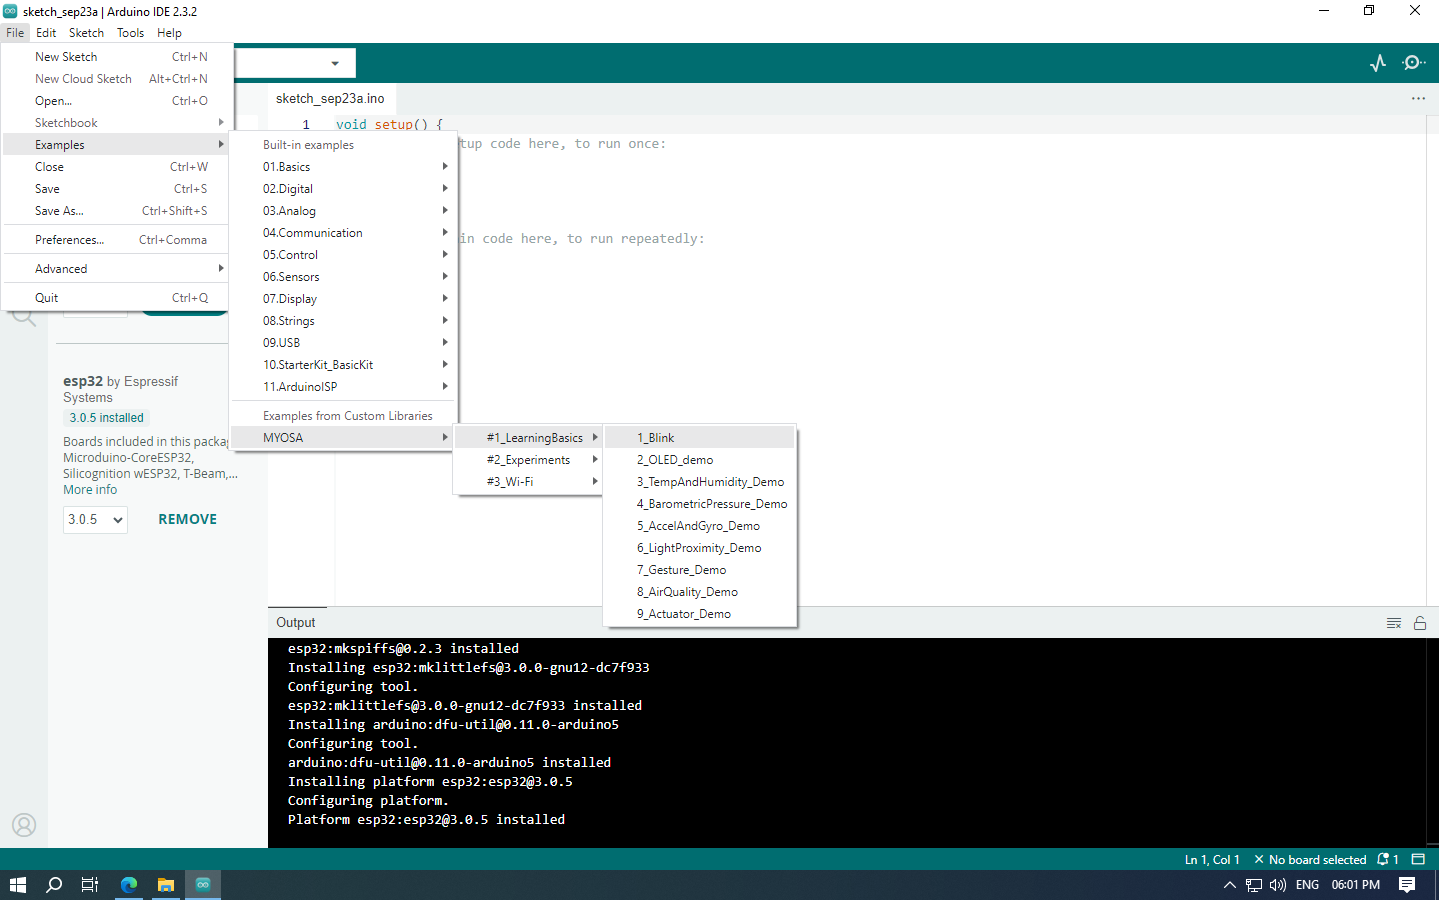 sketch_sep23a | Arduino IDE 2.3.2
File Edit Sketch Tools Help
New Sketch Ctrl+N
New Cloud Sketch Alt+Ctrl+N
Open... Ctrl+O
Sketchbook
Examples
Close Ctrl+W
Save Ctrl+S
Save As... Ctrl+Shift+S
Preferences... Ctrl+Comma
Advanced
Quit Ctrl+Q
Built-in examples
01.Basics
02.Digital
03.Analog
04.Communication
05.Control
06.Sensors
07.Display
08.Strings
09.USB
10.StarterKit_BasicKit
11.ArduinoISP
Examples from Custom Libraries
MYOSA
#1_LearningBasics
#2_Experiments
#3_Wi-Fi
1_Blink
2_OLED_demo
3_TempAndHumidity_Demo
4_BarometricPressure_Demo
5_AccelAndGyro_Demo
6_LightProximity_Demo
7_Gesture_Demo
8_AirQuality_Demo
9_Actuator_Demo
sketch_sep23a.ino
1 void setup() {
tup code here, to run once:
in code here, to run repeatedly:
esp32 by Espressif
Systems
3.0.5 installed
Boards included in this packag
Microduino-CoreESP32,
Silicognition wESP32, T-Beam,...
More info
3.0.5 REMOVE
Output
esp32:mkspiffs@0.2.3 installed
Installing esp32:mklittlefs@3.0.0-gnu12-dc7f933
Configuring tool.
esp32:mklittlefs@3.0.0-gnu12-dc7f933 installed
Installing arduino:dfu-util@0.11.0-arduino5
Configuring tool.
arduino:dfu-util@0.11.0-arduino5 installed
Installing platform esp32:esp32@3.0.5
Configuring platform.
Platform esp32:esp32@3.0.5 installed
Ln 1, Col 1 No board selected 1
ENG 06:01 PM